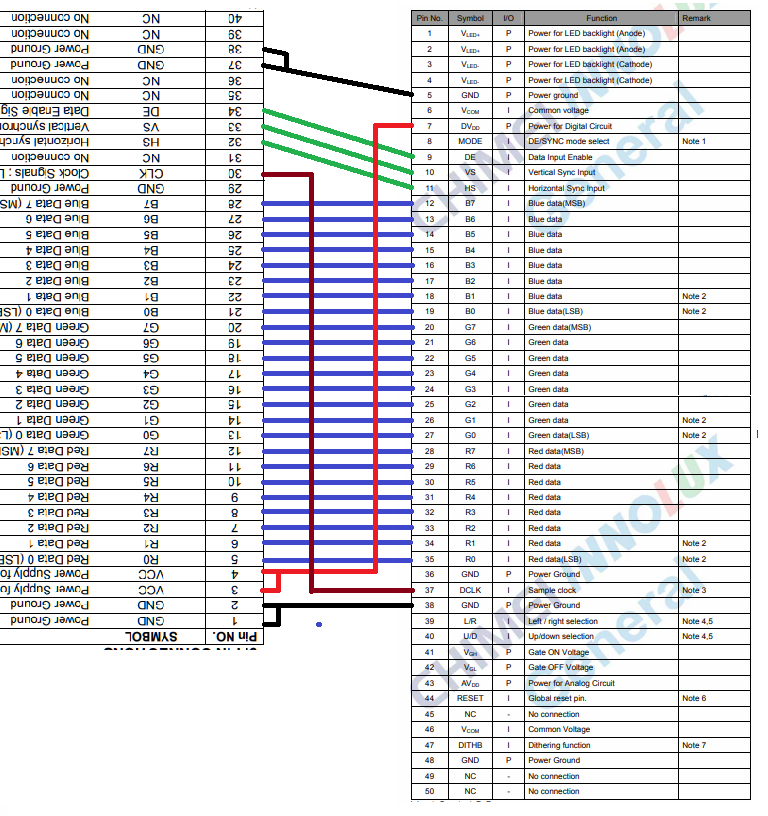 PIN CONNECTIONS
Pin NO. SYMBOL
1 GND Power Ground
2 GND Power Ground
3 VCC Power Supply fo
4 VCC Power Supply fo
5 R0 Red Data 0 (LSB
6 R1 Red Data 1
7 R2 Red Data 2
8 R3 Red Data 3
9 R4 Red Data 4
10 R5 Red Data 5
11 R6 Red Data 6
12 R7 Red Data 7 (MS
13 G0 Green Data 0 (L
14 G1 Green Data 1
15 G2 Green Data 2
16 G3 Green Data 3
17 G4 Green Data 4
18 G5 Green Data 5
19 G6 Green Data 6
20 G7 Green Data 7 (M
21 B0 Blue Data 0 (LS
22 B1 Blue Data 1
23 B2 Blue Data 2
24 B3 Blue Data 3
25 B4 Blue Data 4
26 B5 Blue Data 5
27 B6 Blue Data 6
28 B7 Blue Data 7 (MS
29 GND Power Ground
30 CLK Clock Signals ; L
31 NC No connection
32 HS Horizontal synch
33 VS Vertical synchron
34 DE Data Enable Sig
35 NC No connection
36 NC No connection
37 GND Power Ground
38 GND Power Ground
39 NC No connection
40 NC No connection
Pin No. Symbol I/O Function Remark
1 VLED+ P Power for LED backlight (Anode)
2 VLED+ P Power for LED backlight (Anode)
3 VLED- P Power for LED backlight (Cathode)
4 VLED- P Power for LED backlight (Cathode)
5 GND P Power ground
6 VCOM I Common voltage
7 DVDD P Power for Digital Circuit
8 MODE I DE/SYNC mode select Note 1
9 DE I Data Input Enable
10 VS I Vertical Sync Input
11 HS I Horizontal Sync Input
12 B7 I Blue data(MSB)
13 B6 I Blue data
14 B5 I Blue data
15 B4 I Blue data
16 B3 I Blue data
17 B2 I Blue data
18 B1 I Blue data Note 2
19 B0 I Blue data(LSB) Note 2
20 G7 I Green data(MSB)
21 G6 I Green data
22 G5 I Green data
23 G4 I Green data
24 G3 I Green data
25 G2 I Green data
26 G1 I Green data Note 2
27 G0 I Green data(LSB) Note 2
28 R7 I Red data(MSB)
29 R6 I Red data
30 R5 I Red data
31 R4 I Red data
32 R3 I Red data
33 R2 I Red data
34 R1 I Red data Note 2
35 R0 I Red data(LSB) Note 2
36 GND P Power Ground
37 DCLK I Sample clock Note 3
38 GND P Power Ground
39 L/R I Left / right selection Note 4,5
40 U/D I Up/down selection Note 4,5
41 VGH P Gate ON Voltage
42 VGL P Gate OFF Voltage
43 AVDD P Power for Analog Circuit
44 RESET I Global reset pin. Note 6
45 NC - No connection
46 VCOM I Common Voltage
47 DITHB I Dithering function Note 7
48 GND P Power Ground
49 NC - No connection
50 NC - No connection
CHIMEI INNOLUX
General
CHIMEI INNOLUX
General